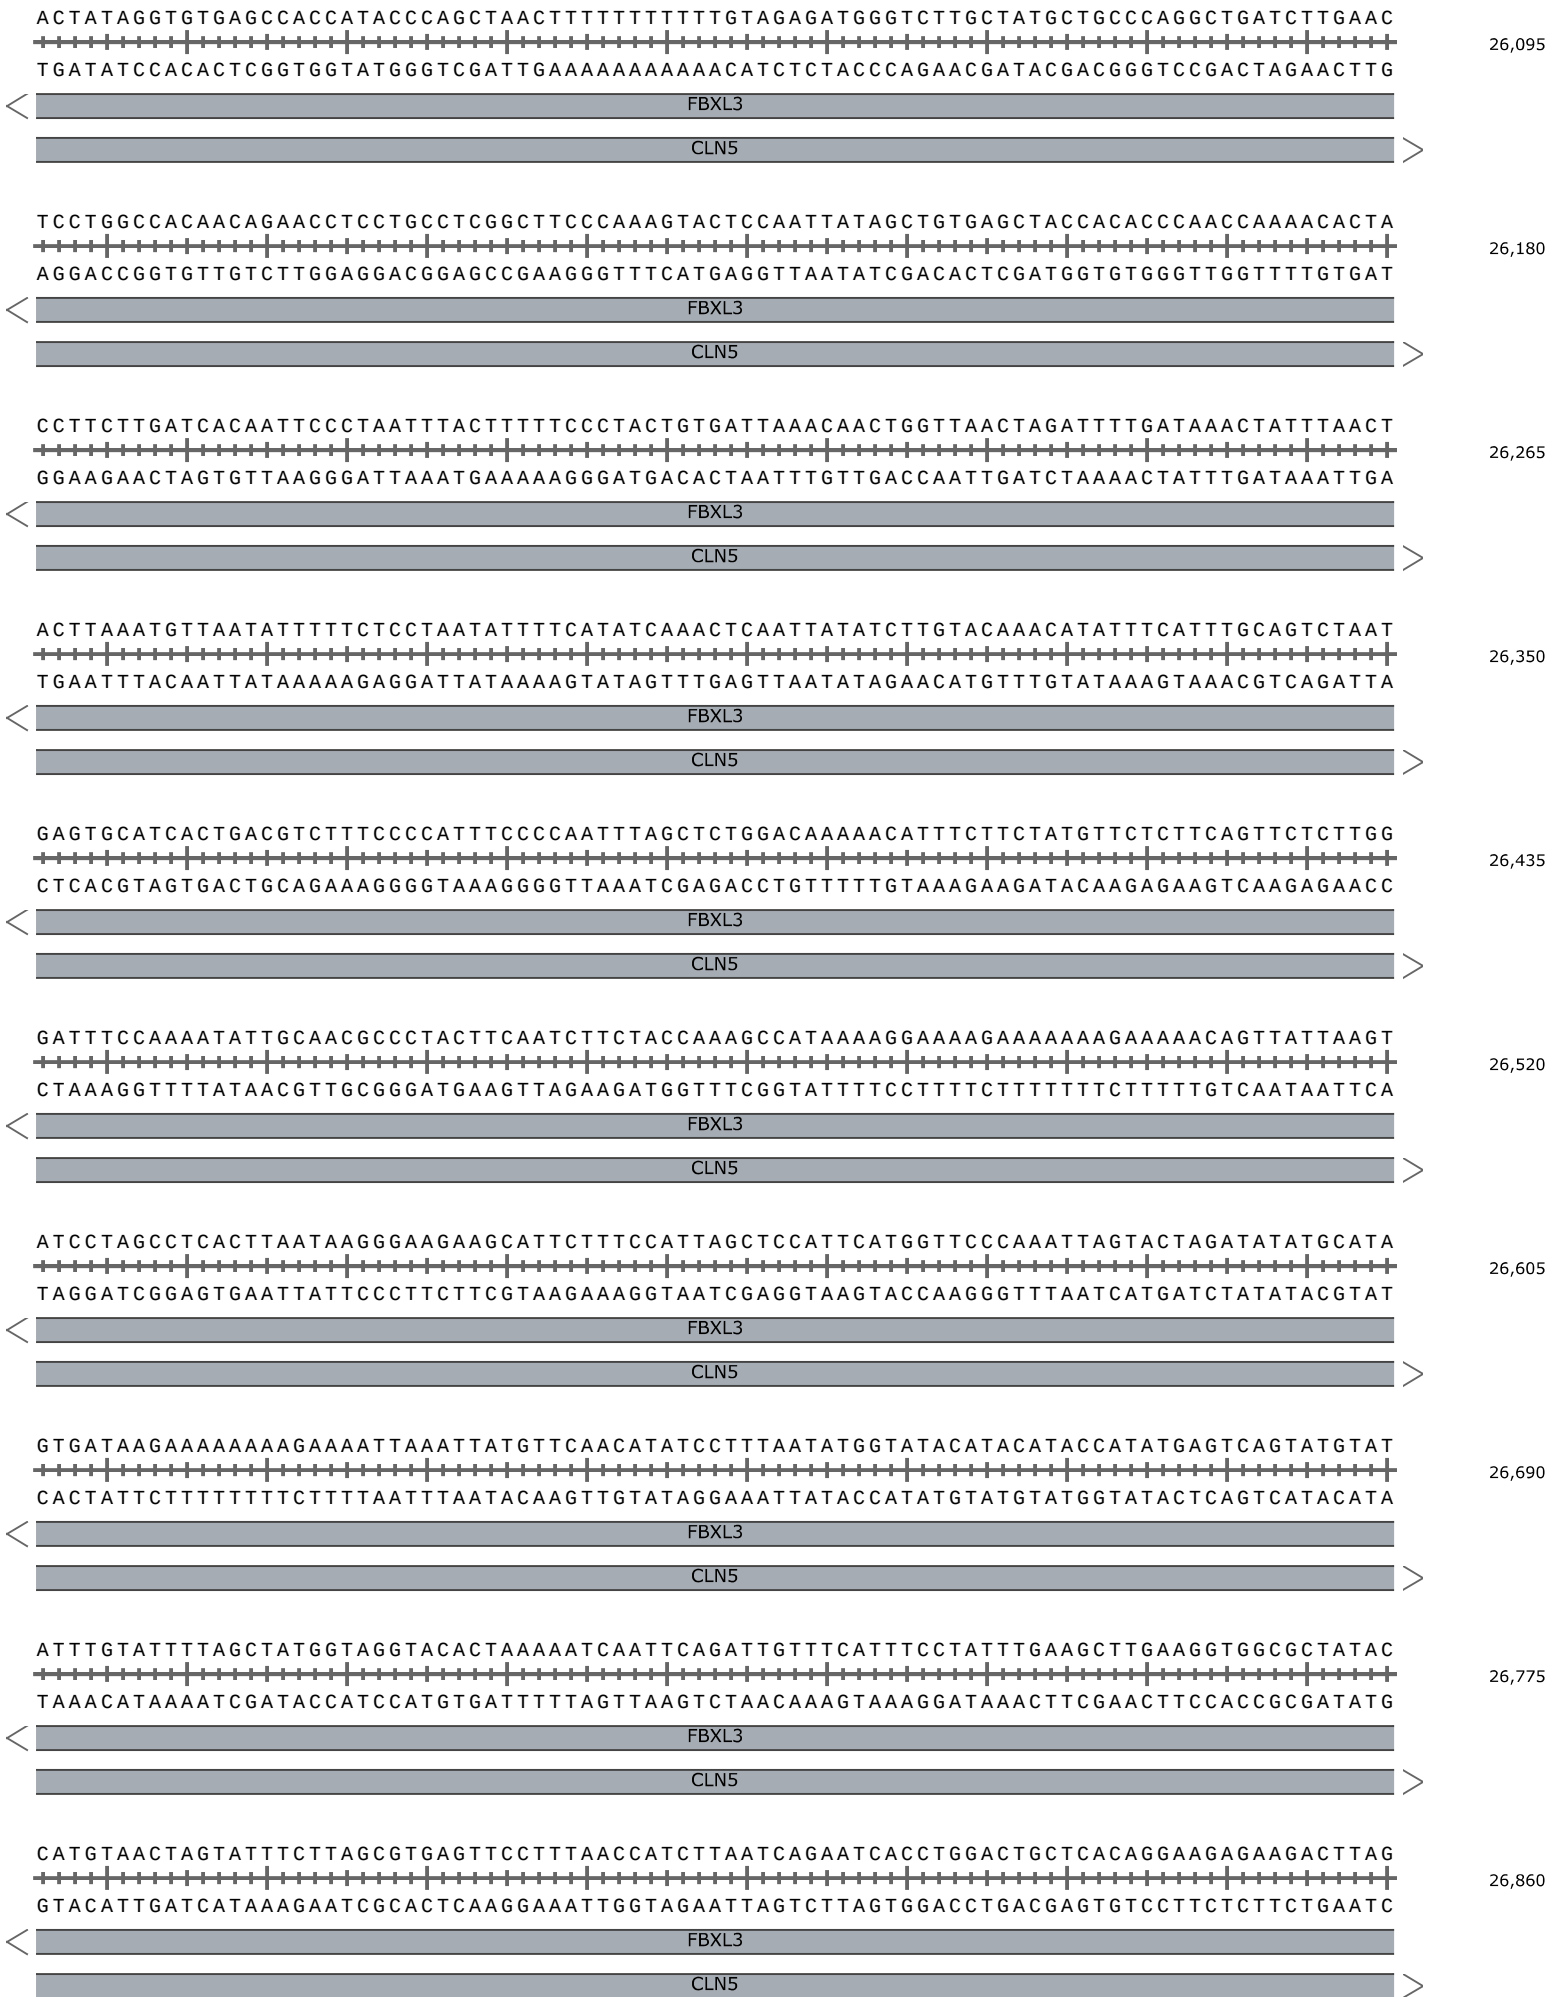 ACTATAGGTGTGAGCCACCATACCCAGCTAACTTTTTTTTTTTGTAGAGATGGGTCTTGCTATGCTGCCCAGGCTGATCTTGAAC
26,095
TGATATCCACACTCGGTGGTATGGGTCGATTGAAAAAAAAAAACATCTCTACCCAGAACGATACGACGGGTCCGACTAGAACTTG
FBXL3
CLN5
TCCTGGCCACAACAGAACCTCCTGCCTCGGCTTCCCAAAGTACTCCAATTATAGCTGTGAGCTACCACACCCAACCAAAACACTA
26,180
AGGACCGGTGTTGTCTTGGAGGACGGAGCCGAAGGGTTTCATGAGGTTAATATCGACACTCGATGGTGTGGGTTGGTTTTGTGAT
FBXL3
CLN5
CCTTCTTGATCACAATTCCCTAATTTACTTTTTCCCTACTGTGATTAAACAACTGGTTAACTAGATTTTGATAAACTATTTAACT
26,265
GGAAGAACTAGTGTTAAGGGATTAAATGAAAAAGGGATGACACTAATTTGTTGACCAATTGATCTAAAACTATTTGATAAATTGA
FBXL3
CLN5
ACTTAAATGTTAATATTTTTCTCCTAATATTTTCATATCAAACTCAATTATATCTTGTACAAACATATTTCATTTGCAGTCTAAT
26,350
TGAATTTACAATTATAAAAAGAGGATTATAAAAGTATAGTTTGAGTTAATATAGAACATGTTTGTATAAAGTAAACGTCAGATTA
FBXL3
CLN5
GAGTGCATCACTGACGTCTTTCCCCATTTCCCCAATTTAGCTCTGGACAAAAACATTTCTTCTATGTTCTCTTCAGTTCTCTTGG
26,435
CTCACGTAGTGACTGCAGAAAGGGGTAAAGGGGTTAAATCGAGACCTGTTTTTGTAAAGAAGATACAAGAGAAGTCAAGAGAACC
FBXL3
CLN5
GATTTCCAAAATATTGCAACGCCCTACTTCAATCTTCTACCAAAGCCATAAAAGGAAAAGAAAAAAAGAAAAACAGTTATTAAGT
26,520
CTAAAGGTTTTATAACGTTGCGGGATGAAGTTAGAAGATGGTTTCGGTATTTTCCTTTTCTTTTTTTCTTTTTGTCAATAATTCA
FBXL3
CLN5
ATCCTAGCCTCACTTAATAAGGGAAGAAGCATTCTTTCCATTAGCTCCATTCATGGTTCCCAAATTAGTACTAGATATATGCATA
26,605
TAGGATCGGAGTGAATTATTCCCTTCTTCGTAAGAAAGGTAATCGAGGTAAGTACCAAGGGTTTAATCATGATCTATATACGTAT
FBXL3
CLN5
GTGATAAGAAAAAAAAGAAAATTAAATTATGTTCAACATATCCTTTAATATGGTATACATACATACCATATGAGTCAGTATGTAT
26,690
CACTATTCTTTTTTTTCTTTTAATTTAATACAAGTTGTATAGGAAATTATACCATATGTATGTATGGTATACTCAGTCATACATA
FBXL3
CLN5
ATTTGTATTTTAGCTATGGTAGGTACACTAAAAATCAATTCAGATTGTTTCATTTCCTATTTGAAGCTTGAAGGTGGCGCTATAC
26,775
TAAACATAAAATCGATACCATCCATGTGATTTTTAGTTAAGTCTAACAAAGTAAAGGATAAACTTCGAACTTCCACCGCGATATG
FBXL3
CLN5
CATGTAACTAGTATTTCTTAGCGTGAGTTCCTTTAACCATCTTAATCAGAATCACCTGGACTGCTCACAGGAAGAGAAGACTTAG
26,860
GTACATTGATCATAAAGAATCGCACTCAAGGAAATTGGTAGAATTAGTCTTAGTGGACCTGACGAGTGTCCTTCTCTTCTGAATC
FBXL3
CLN5